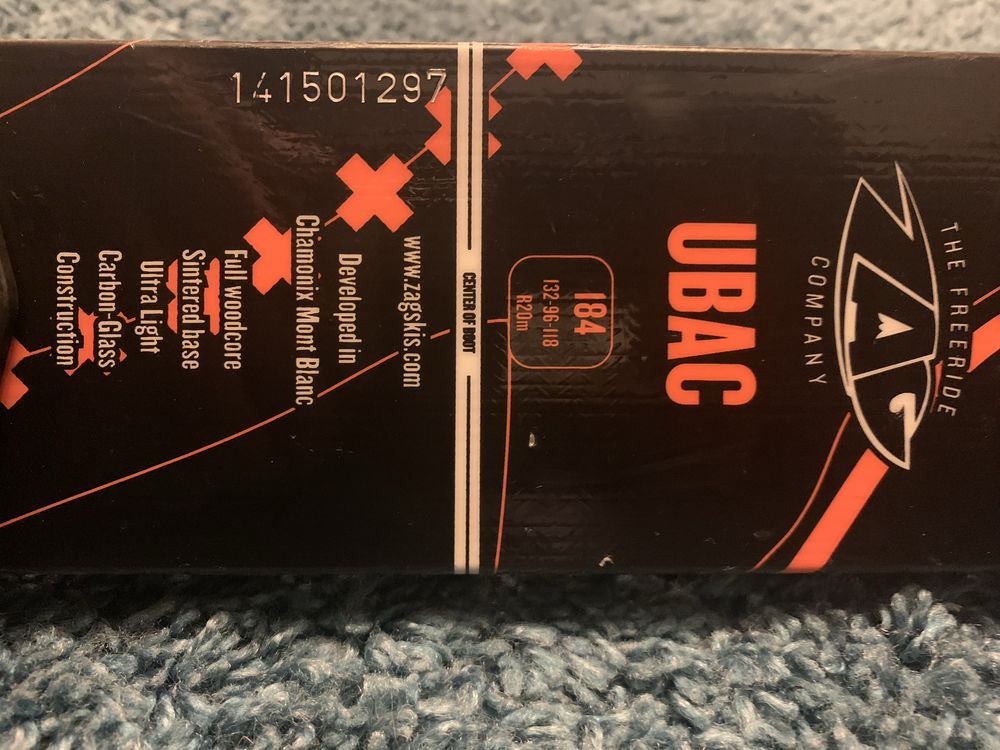 141501297
THE FREERIDE
ZAG
COMPANY
UBAC
184
132-96-118
R20m
CENTER OF BOOT
www.zagskis.com
Developed in
Chamonix Mont Blanc
Full woodcore
Sintered base
Ultra Light
Carbon-Glass
Construction